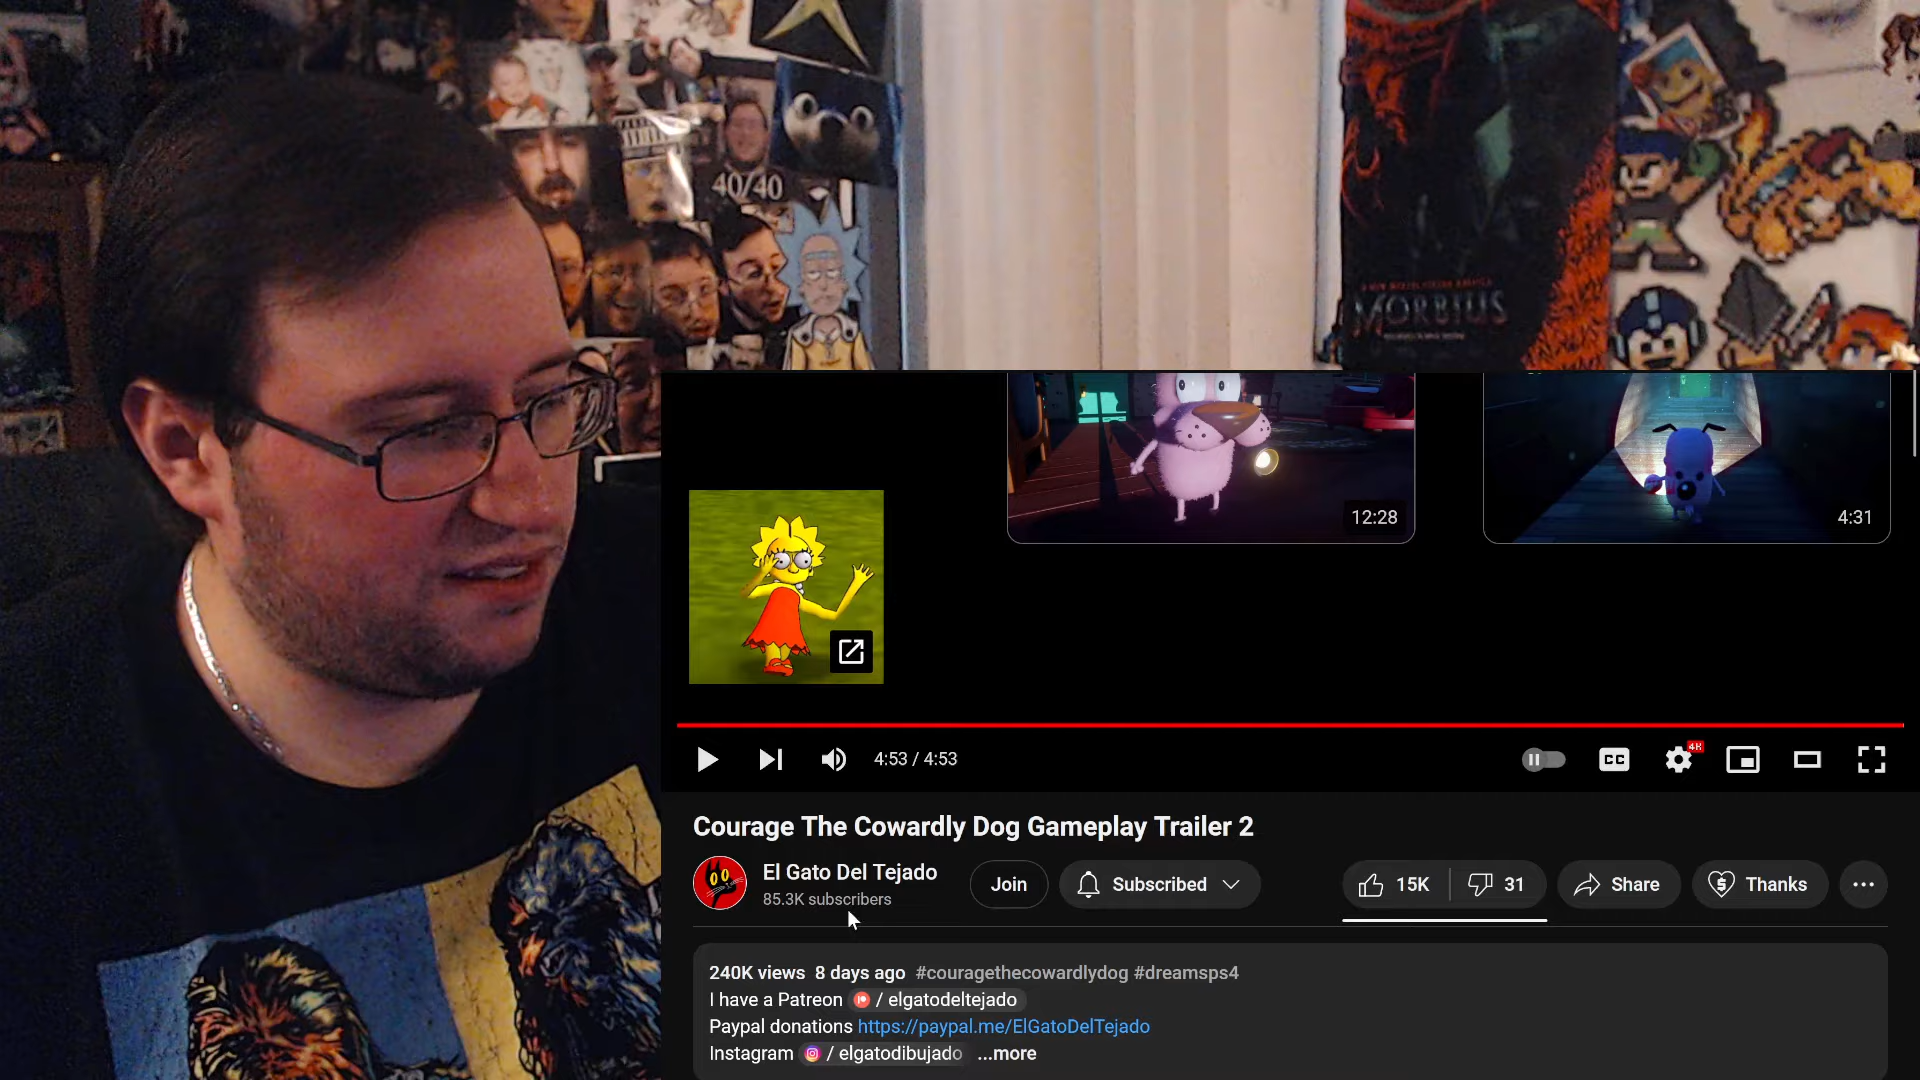 40/40
MORBIUS
12:28
4:31
4:53 / 4:53
CC
4K
Courage The Cowardly Dog Gameplay Trailer 2
El Gato Del Tejado
85.3K subscribers
Join
Subscribed
15K
31
Share
Thanks
240K views 8 days ago #couragethecowardlydog #dreamsps4
I have a Patreon / elgatodeltejado
Paypal donations https://paypal.me/ElGatoDelTejado
Instagram / elgatodibujado ...more